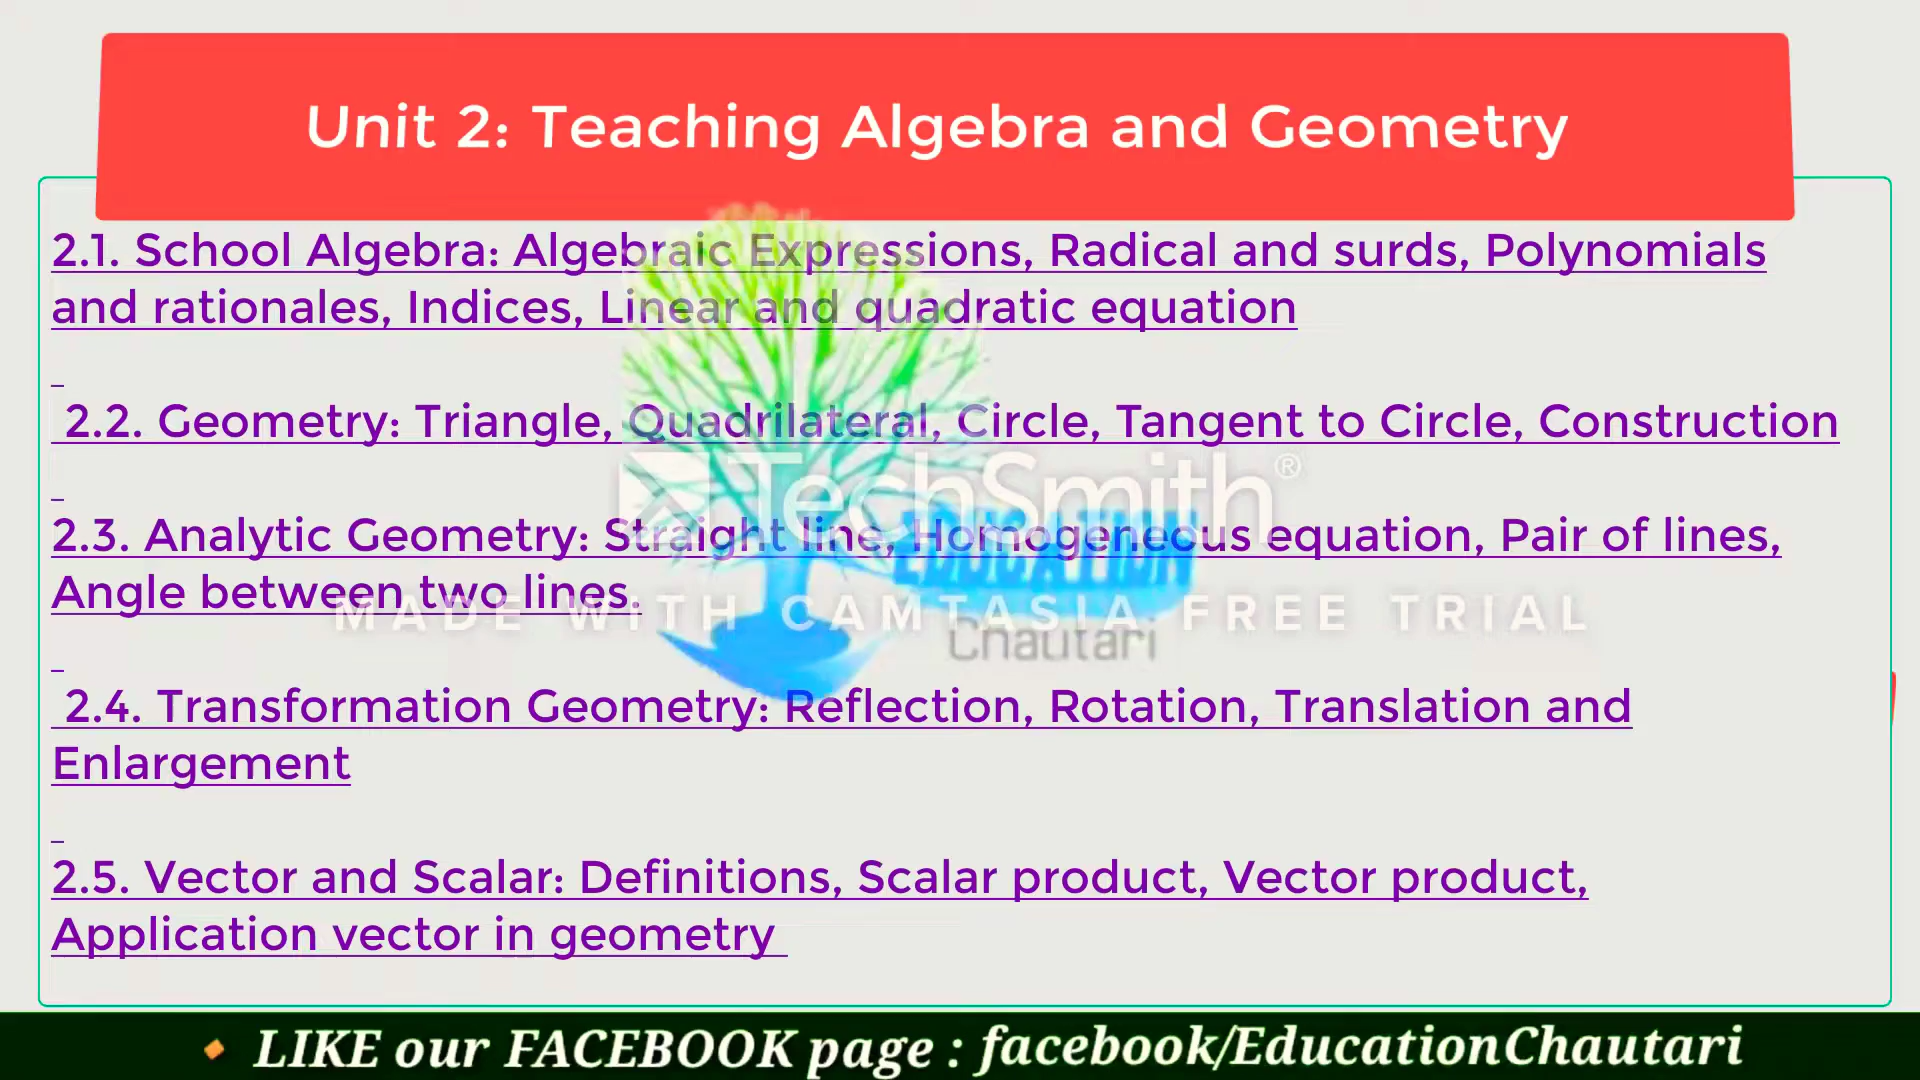 Unit 2: Teaching Algebra and Geometry
2.1. School Algebra: Algebraic Expressions, Radical and surds, Polynomials
and rationales, Indices, Linear and quadratic equation
2.2. Geometry: Triangle, Quadrilateral, Circle, Tangent to Circle, Construction
TechSmith®
2.3. Analytic Geometry: Straight line, Homogeneous equation, Pair of lines,
EDUCATION
Angle between two lines.
MADE WITH CAMTASIA FREE TRIAL
Chautari
2.4. Transformation Geometry: Reflection, Rotation, Translation and
Enlargement
2.5. Vector and Scalar: Definitions, Scalar product, Vector product,
Application vector in geometry
🔸 LIKE our FACEBOOK page : facebook/EducationChautari